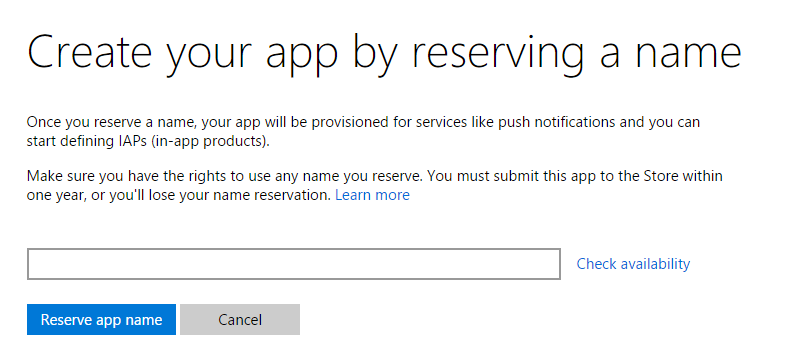 Create your app by reserving a name
Once you reserve a name, your app will be provisioned for services like push notifications and you can
start defining IAPs (in-app products).
Make sure you have the rights to use any name you reserve. You must submit this app to the Store within
one year, or you'll lose your name reservation. Learn more
Check availability
Reserve app name Cancel